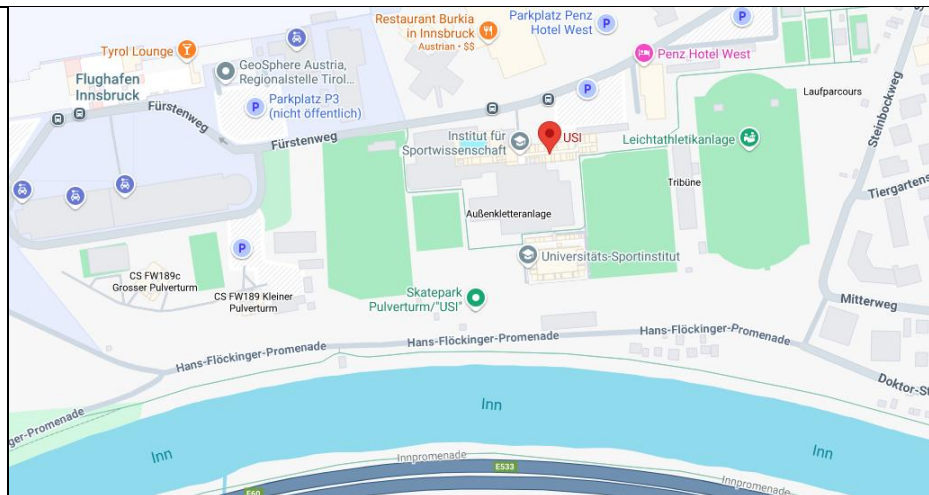 Restaurant Burkia
in Innsbruck
Austrian • $$
Parkplatz Penz
Hotel West
P
P
Tyrol Lounge
Penz Hotel West
GeoSphere Austria,
Regionalstelle Tirol...
Flughafen
Innsbruck
P
Parkplatz P3
(nicht öffentlich)
P
Laufparcours
Steinbockweg
Fürstenweg
Fürstenweg
Institut für
Sportwissenschaft
USI
Leichtathletikanlage
Tribüne
Tiergartens
Außenkletteranlage
P
Universitäts-Sportinstitut
CS FW189c
Grosser Pulverturm
CS FW189 Kleiner
Pulverturm
Skatepark
Pulverturm/"USI"
Mitterweg
Hans-Flöckinger-Promenade
Hans-Flöckinger-Promenade
Hans-Flöckinger-Promenade
Doktor-S
nger-Promenade
Inn
Inn
Inn
Innpromenade
E533
Innpromenade
E60